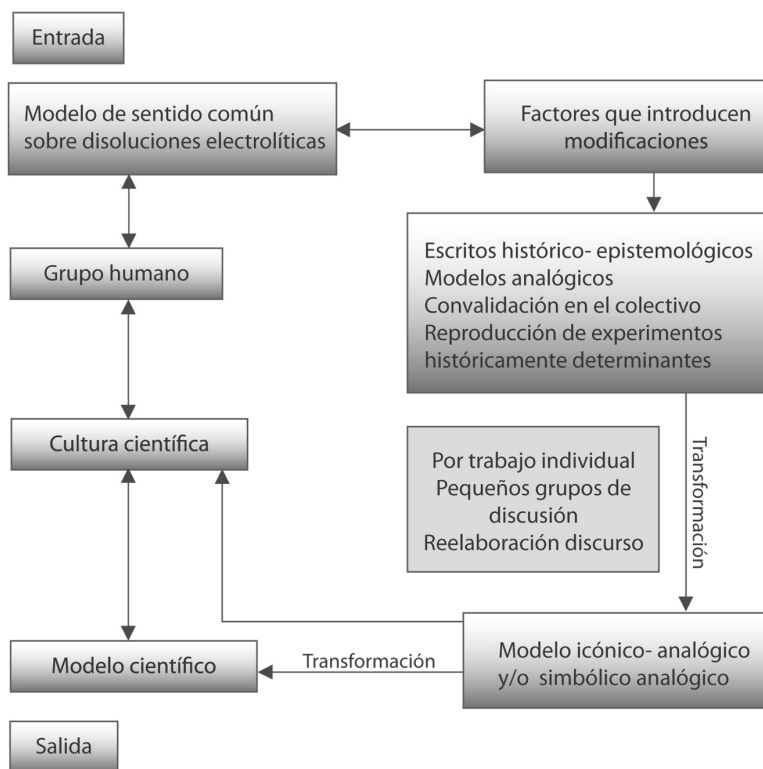 Entrada
Modelo de sentido común
sobre disoluciones electrolíticas
Factores que introducen
modificaciones
Grupo humano
Escritos histórico- epistemológicos
Modelos analógicos
Convalidación en el colectivo
Reproducción de experimentos
históricamente determinantes
Cultura científica
Por trabajo individual
Pequeños grupos de
discusión
Reelaboración discurso
Transformación
Modelo científico
Transformación
Modelo icónico- analógico
y/o simbólico analógico
Salida